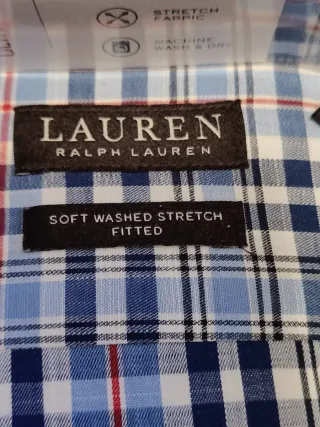 STRETCH
FABRIC
MACHINE
WASH & DRY
LAUREN
RALPH LAUREN
SOFT WASHED STRETCH
FITTED